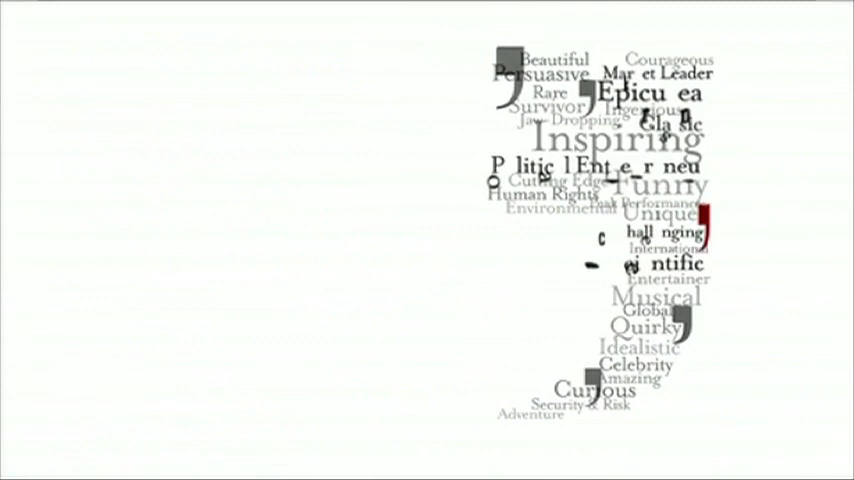 Beautiful Courageous
Persuasive Mar et Leader
Rare Epicu ea
Survivor Ingenious
Jaw-Dropping Cla sic
Inspiring
P litic l Ent e r neu
Cutting Edge Funny
Human Rights Peak Performance
Environmental Unique
hall nging
International
ntific
Entertainer
Musical
Global
Quirky
Idealistic
Celebrity
Amazing
Curious
Security & Risk
Adventure